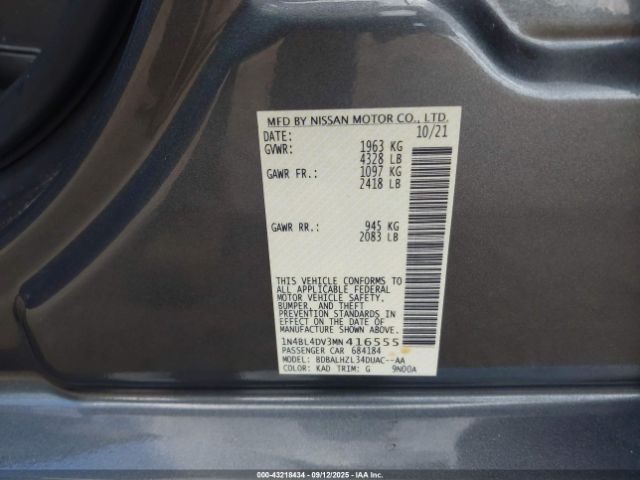 MFD BY NISSAN MOTOR CO., LTD.
DATE: 10/21
GVWR: 1963 KG
4328 LB
GAWR FR.: 1097 KG
2418 LB
GAWR RR.: 945 KG
2083 LB
THIS VEHICLE CONFORMS TO
ALL APPLICABLE FEDERAL
MOTOR VEHICLE SAFETY,
BUMPER, AND THEFT
PREVENTION STANDARDS IN
EFFECT ON THE DATE OF
MANUFACTURE SHOWN ABOVE.
1N4BL4DV3MN416555
PASSENGER CAR 684184
MODEL: BDBALHZL34DUAC--AA
COLOR: KAD TRIM: G 9N00A
000-43218434 - 09/12/2025 - IAA Inc.